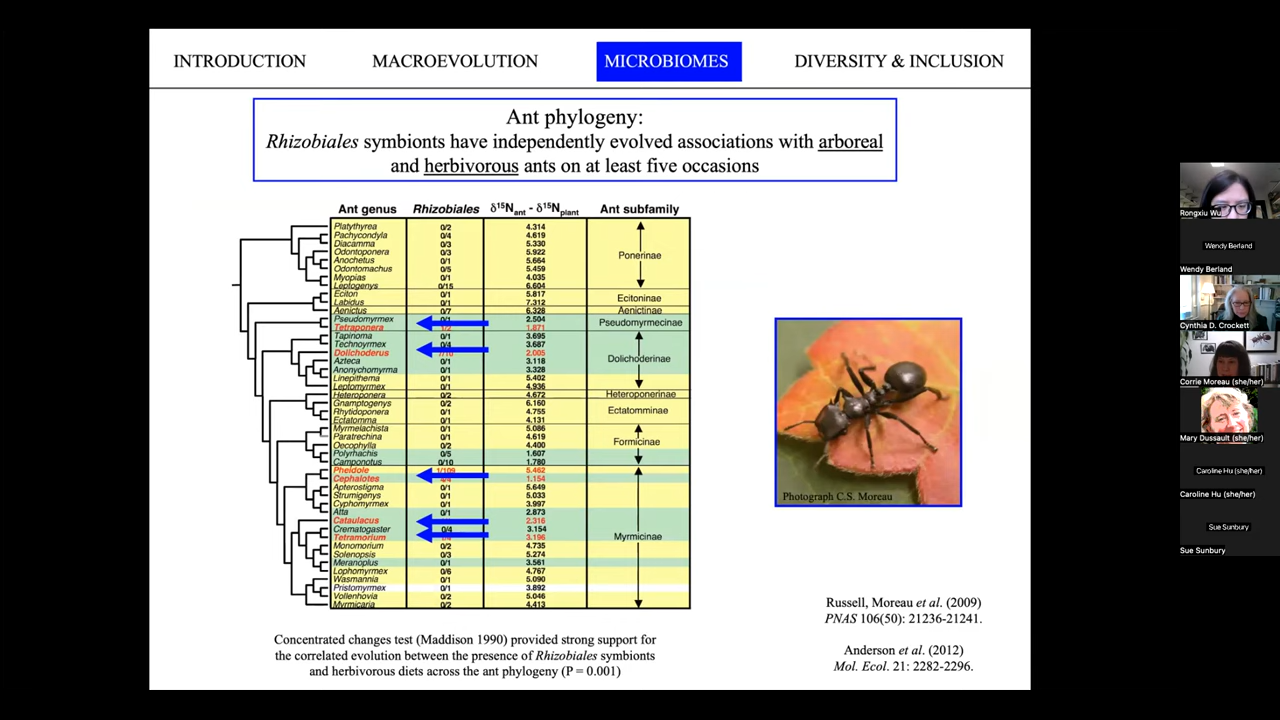 INTRODUCTION MACROEVOLUTION MICROBIOMES DIVERSITY & INCLUSION
Ant phylogeny:
Rhizobiales symbionts have independently evolved associations with arboreal
and herbivorous ants on at least five occasions
Ant genus Rhizobiales δ15Nant - δ15Nplant Ant subfamily
Platythyrea 0/2 4.314
Pachycondyla 0/4 4.619
Diacamma 0/3 5.330
Odontoponera 0/3 5.922
Anochetus 0/1 5.664
Odontomachus 0/5 5.459
Myopias 0/1 4.035
Leptogenys 0/15 6.604
Ponerinae
Eciton 0/1 5.817
Labidus 0/1 7.312
Ecitoninae
Aenictus 0/7 6.328 Aenictinae
Pseudomyrmex 0/1 2.504
Tetraponera 1.871
Pseudomyrmecinae
Tapinoma 0/1 3.695
Technoyrmex 0/4 3.687
Dolichoderus 2.005
Azteca 0/1 3.118
Anonychomyrma 0/1 3.328
Linepithema 0/1 5.402
Leptomyrmex 0/1 4.936
Dolichoderinae
Heteroponera 0/2 4.672 Heteroponerinae
Gnamptogenys 0/2 6.160
Rhytidoponera 0/1 4.755
Ectatomma 0/1 4.131
Ectatomminae
Myrmelachista 0/1 5.086
Paratrechina 0/1 4.619
Oecophylla 0/2 4.400
Polyrhachis 0/5 1.607
Camponotus 0/10 1.780
Formicinae
Pheidole 1/109 5.462
Cephalotes 1.154
Apterostigma 0/1 5.649
Strumigenys 0/1 5.033
Cyphomyrmex 0/1 3.997
Atta 0/1 2.873
Cataulacus 2.316
Crematogaster 0/4 3.154
Tetramorium 3.196
Monomorium 0/2 4.735
Solenopsis 0/3 5.274
Meranoplus 0/1 3.561
Lophomyrmex 0/6 4.767
Wasmannia 0/1 5.090
Pristomyrmex 0/1 3.892
Vollenhovia 0/2 5.046
Myrmicaria 0/2 4.413
Myrmicinae
Photograph C.S. Moreau
Concentrated changes test (Maddison 1990) provided strong support for
the correlated evolution between the presence of Rhizobiales symbionts
and herbivorous diets across the ant phylogeny (P = 0.001)
Russell, Moreau et al. (2009)
PNAS 106(50): 21236-21241.
Anderson et al. (2012)
Mol. Ecol. 21: 2282-2296.
Rongxiu Wu
Wendy Berland
Wendy Berland
Cynthia D. Crockett
Corrie Moreau (she/her)
Mary Dussault (she/her)
Caroline Hu (she/her)
Caroline Hu (she/her)
Sue Sunbury
Sue Sunbury